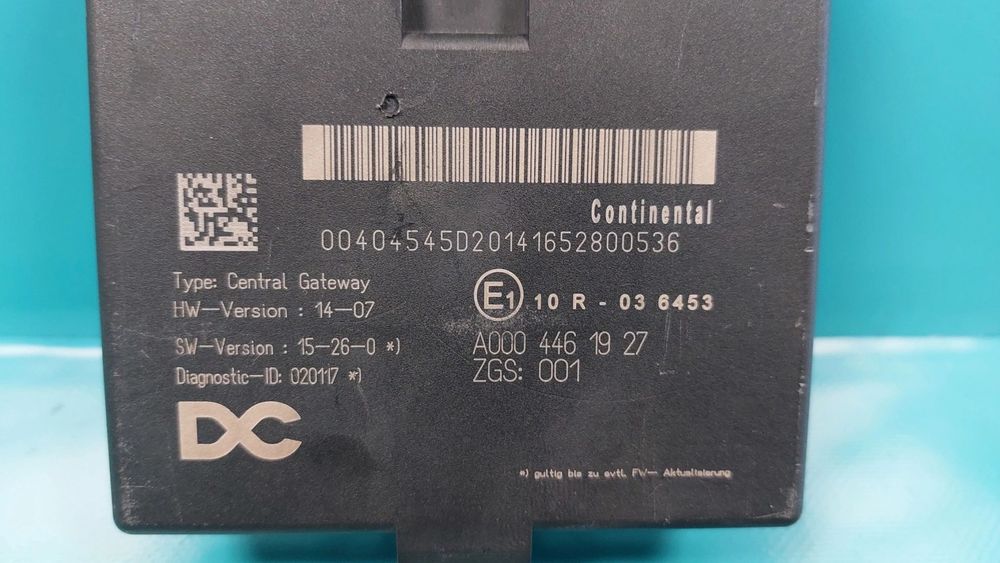 Continental
00404545D20141652800536
Type: Central Gateway
HW-Version : 14-07
E1 10 R - 03 6453
SW-Version : 15-26-0 *)
Diagnostic-ID: 020117 *)
A000 446 19 27
ZGS: 001
DC
*) gultig bis zu evtl. FW- Aktualisierung